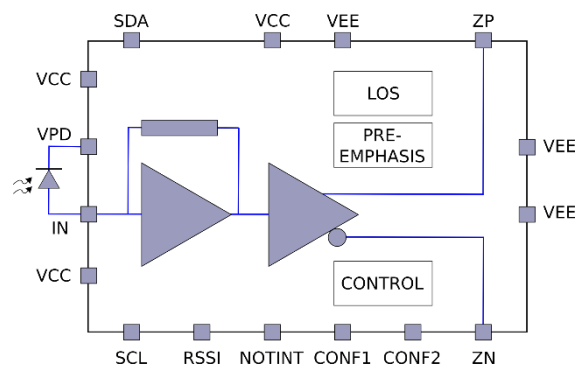 SDA
VCC
VEE
ZP
VCC
LOS
VPD
PRE-
EMPHASIS
VEE
IN
VEE
VCC
CONTROL
SCL
RSSI
NOTINT
CONF1
CONF2
ZN